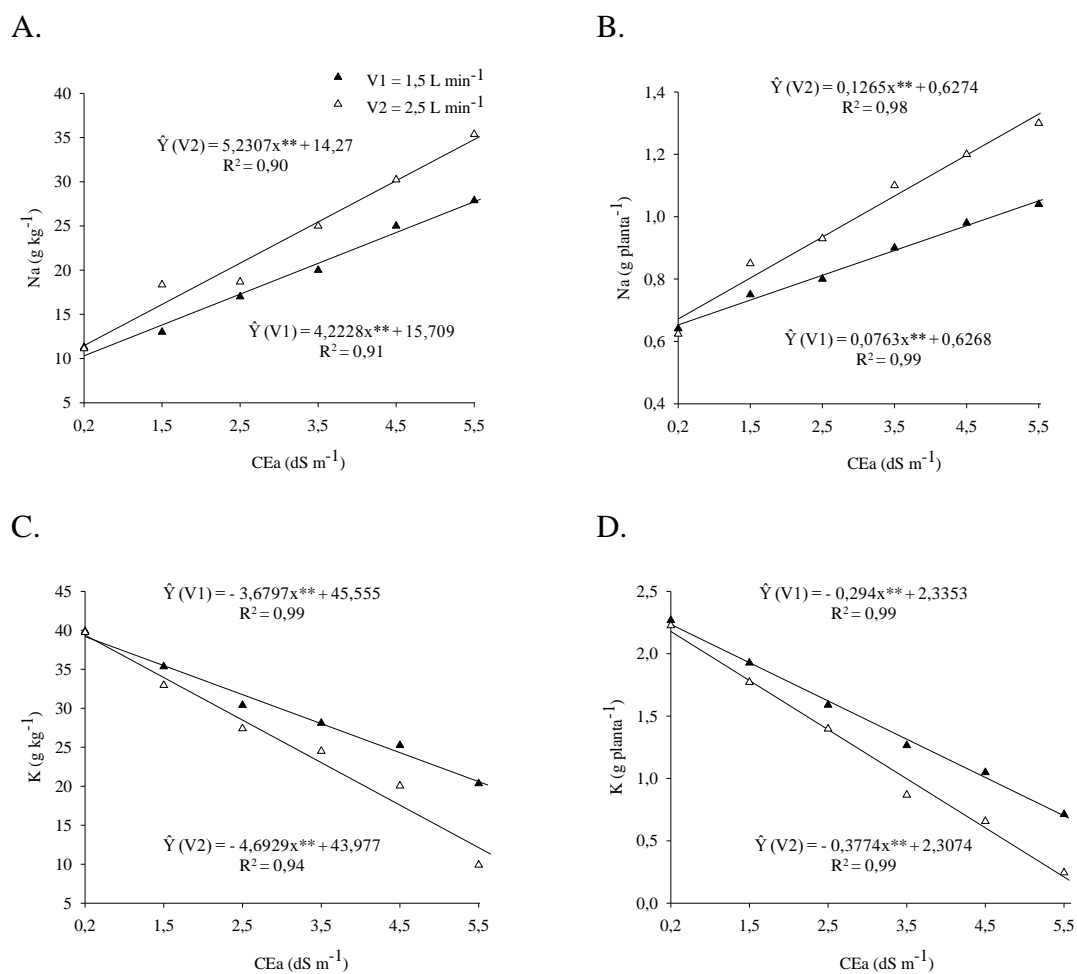 A.
▲ V1 = 1,5 L min⁻¹
△ V2 = 2,5 L min⁻¹
Ŷ (V2) = 5,2307x** + 14,27
R² = 0,90
Ŷ (V1) = 4,2228x** + 15,709
R² = 0,91
Na (g kg⁻¹)
40
35
30
25
20
15
10
5
0,2 1,5 2,5 3,5 4,5 5,5
CEa (dS m⁻¹)
B.
Ŷ (V2) = 0,1265x** + 0,6274
R² = 0,98
Ŷ (V1) = 0,0763x** + 0,6268
R² = 0,99
Na (g planta⁻¹)
1,4
1,2
1,0
0,8
0,6
0,4
0,2 1,5 2,5 3,5 4,5 5,5
CEa (dS m⁻¹)
C.
Ŷ (V1) = - 3,6797x** + 45,555
R² = 0,99
Ŷ (V2) = - 4,6929x** + 43,977
R² = 0,94
K (g kg⁻¹)
45
40
35
30
25
20
15
10
5
0,2 1,5 2,5 3,5 4,5 5,5
CEa (dS m⁻¹)
D.
Ŷ (V1) = - 0,294x** + 2,3353
R² = 0,99
Ŷ (V2) = - 0,3774x** + 2,3074
R² = 0,99
K (g planta⁻¹)
2,5
2,0
1,5
1,0
0,5
0,0
0,2 1,5 2,5 3,5 4,5 5,5
CEa (dS m⁻¹)